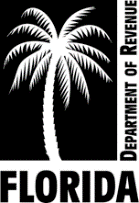 DEPARTMENT OF REVENUE
FLORIDA